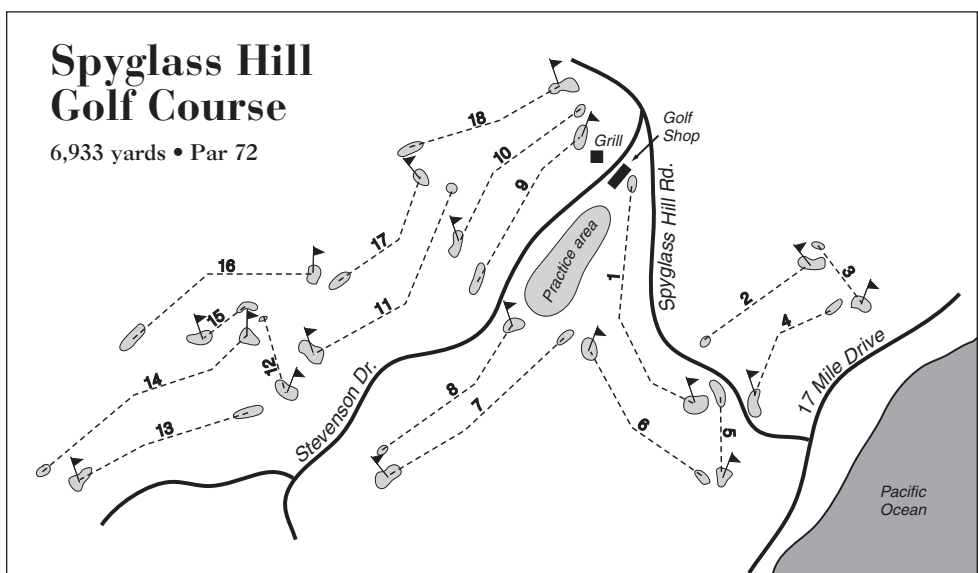 Spyglass Hill
Golf Course
6,933 yards • Par 72
18
Golf
Shop
Grill
10
9
17
16
11
Practice area
1
Spyglass Hill Rd.
2
3
4
15
14
12
13
Stevenson Dr.
8
7
6
5
17 Mile Drive
Pacific
Ocean